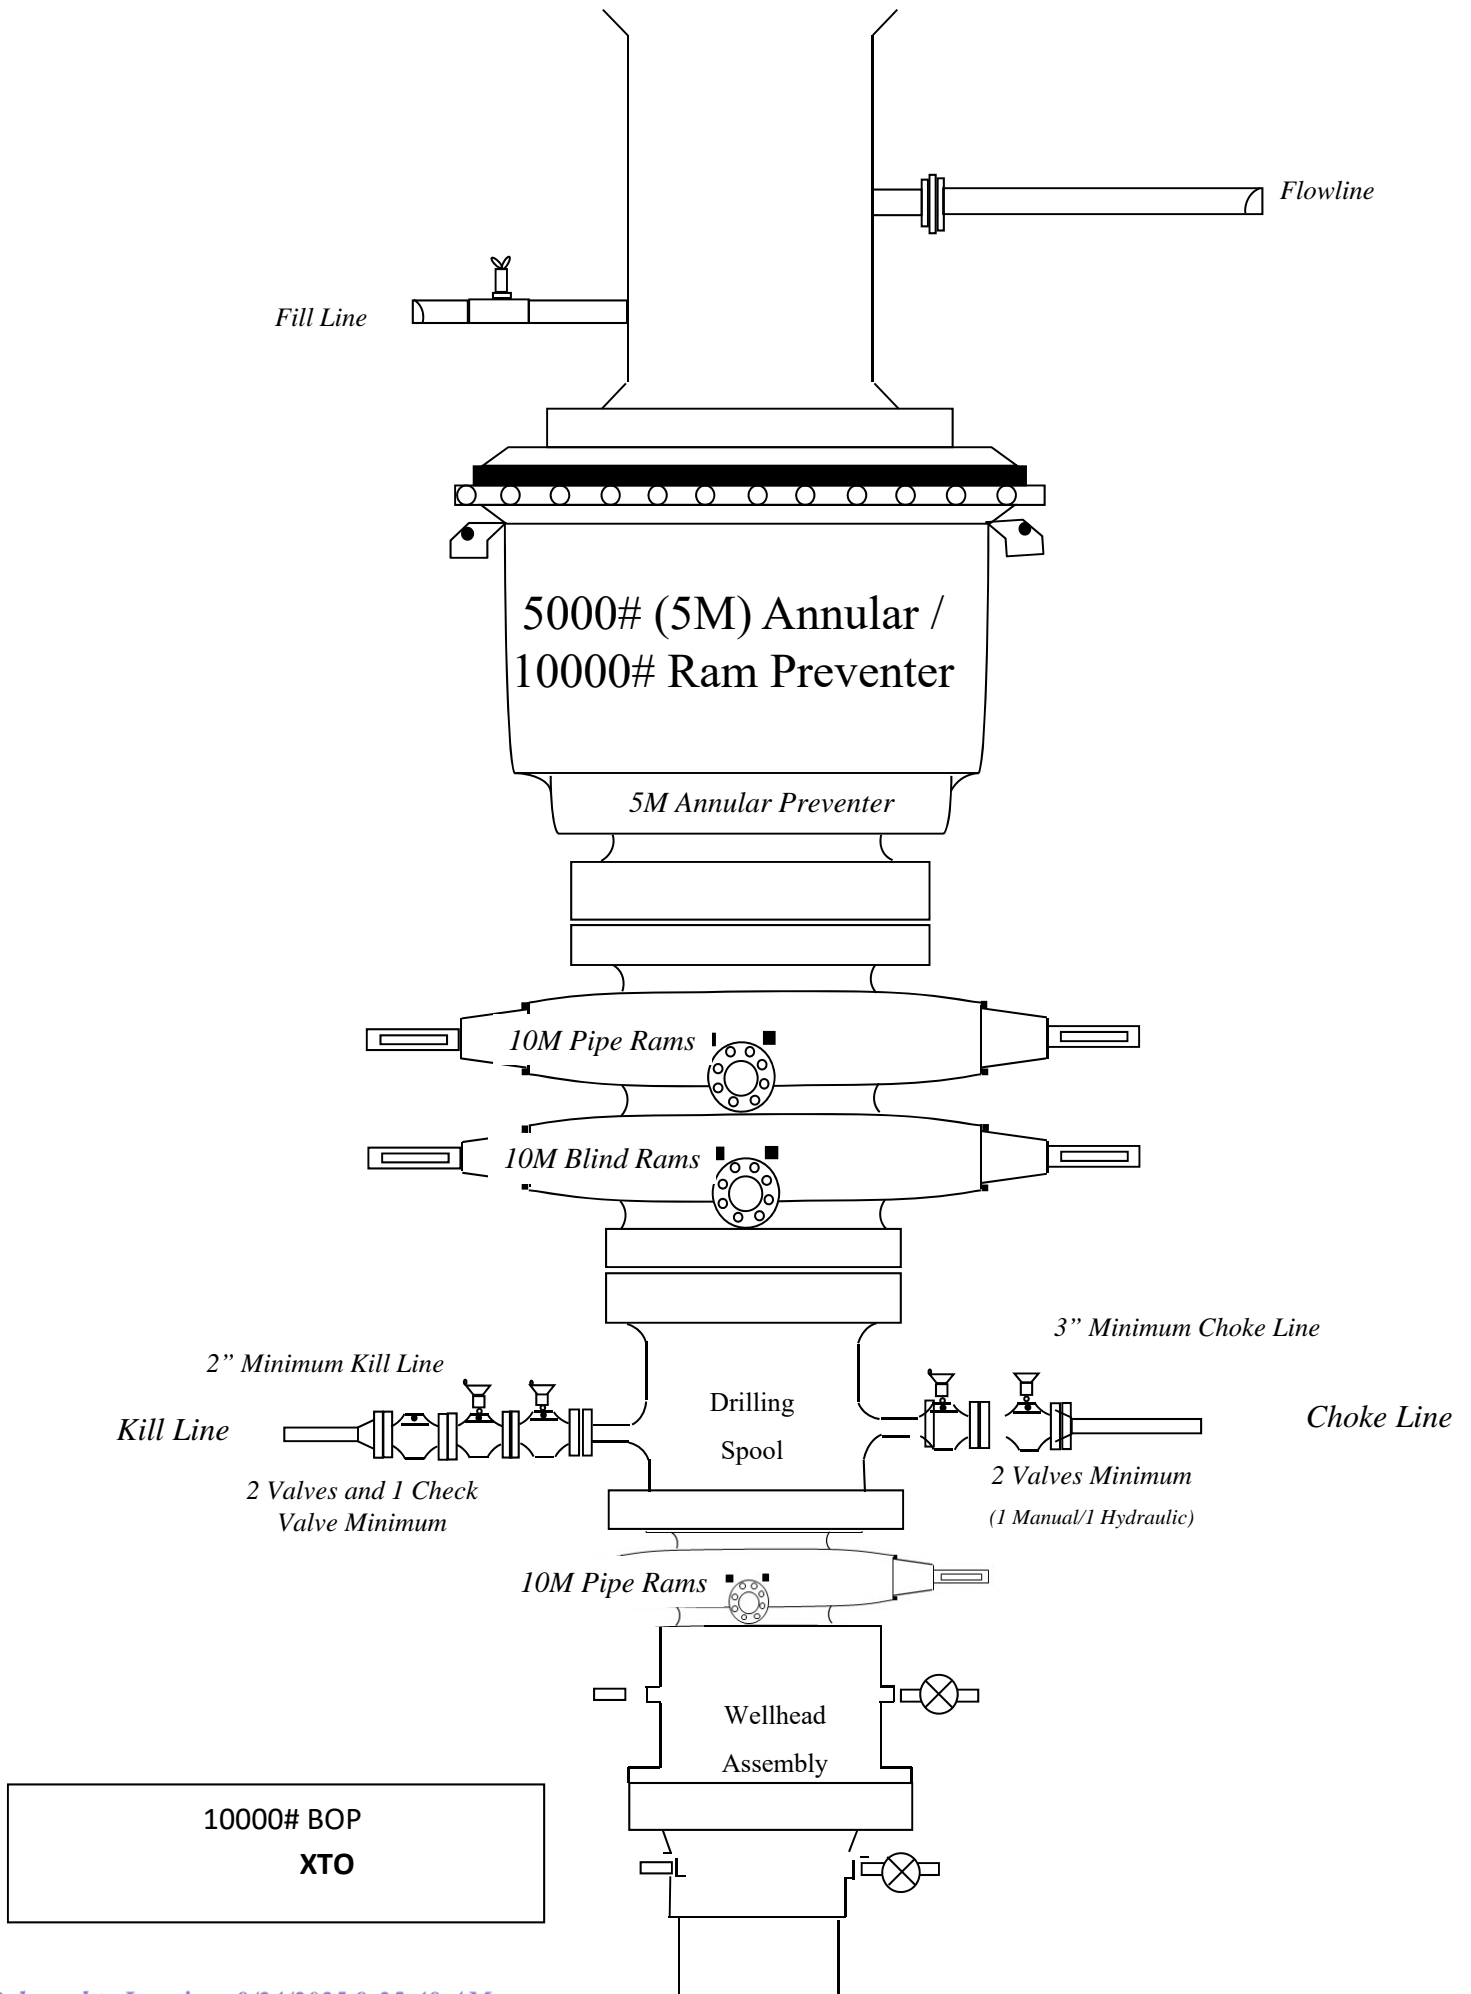 Flowline
Fill Line
5000# (5M) Annular /
10000# Ram Preventer
5M Annular Preventer
10M Pipe Rams
10M Blind Rams
3” Minimum Choke Line
2” Minimum Kill Line
Drilling
Spool
Kill Line
Choke Line
2 Valves and 1 Check
Valve Minimum
2 Valves Minimum
(1 Manual/1 Hydraulic)
10M Pipe Rams
Wellhead
Assembly
10000# BOP
XTO